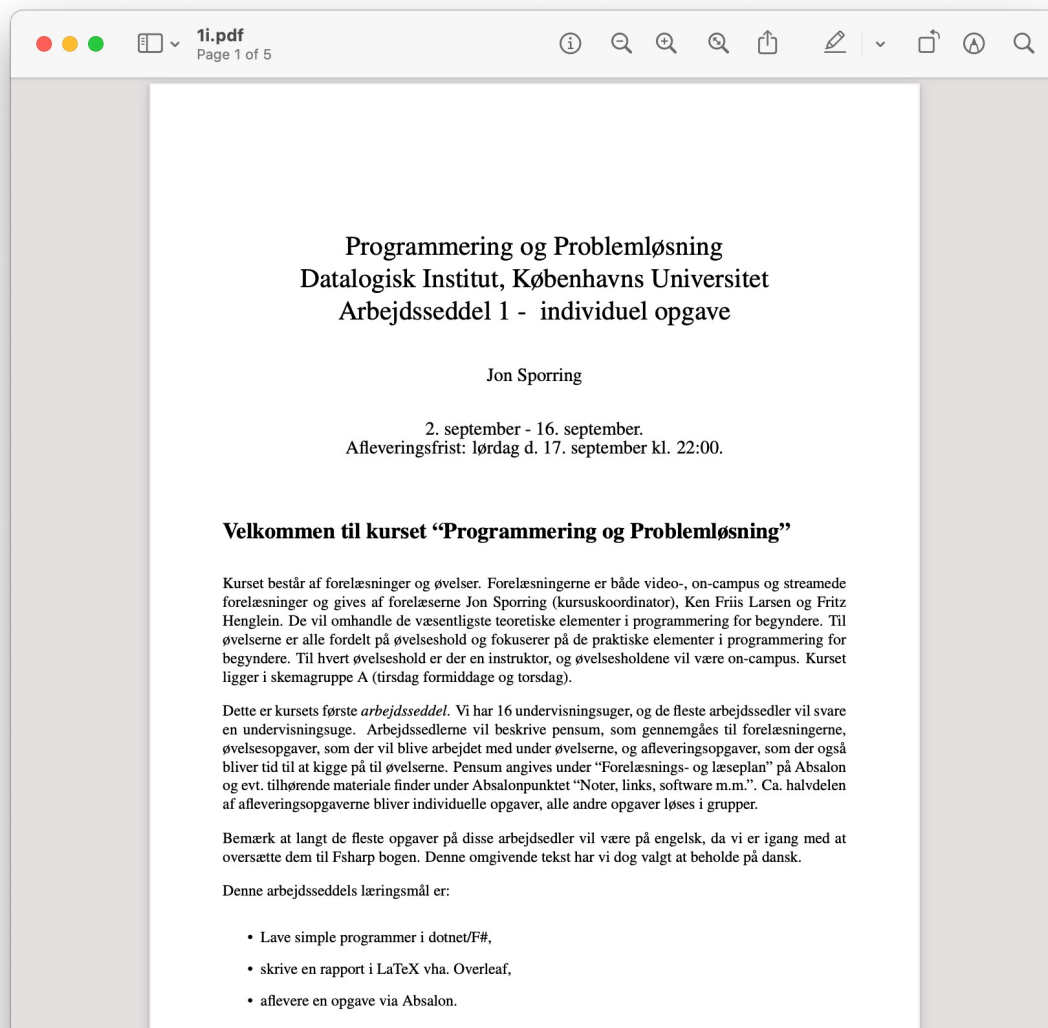 1i.pdf
Page 1 of 5
Programmering og Problemløsning
Datalogisk Institut, Københavns Universitet
Arbejdsseddel 1 - individuel opgave
Jon Sporring
2. september - 16. september.
Afleveringsfrist: lørdag d. 17. september kl. 22:00.
Velkommen til kurset “Programmering og Problemløsning”
Kurset består af forelæsninger og øvelser. Forelæsningerne er både video-, on-campus og streamede
forelæsninger og gives af forelæserne Jon Sporring (kursuskoordinator), Ken Friis Larsen og Fritz
Henglein. De vil omhandle de væsentligste teoretiske elementer i programmering for begyndere. Til
øvelserne er alle fordelt på øvelseshold og fokuserer på de praktiske elementer i programmering for
begyndere. Til hvert øvelseshold er der en instruktor, og øvelsesholdene vil være on-campus. Kurset
ligger i skemagruppe A (tirsdag formiddage og torsdag).
Dette er kursets første arbejdsseddel. Vi har 16 undervisningsuger, og de fleste arbejdssedler vil svare
en undervisningsuge. Arbejdssedlerne vil beskrive pensum, som gennemgåes til forelæsningerne,
øvelsesopgaver, som der vil blive arbejdet med under øvelserne, og afleveringsopgaver, som der også
bliver tid til at kigge på til øvelserne. Pensum angives under “Forelæsnings- og læseplan” på Absalon
og evt. tilhørende materiale finder under Absalonpunktet “Noter, links, software m.m.”. Ca. halvdelen
af afleveringsopgaverne bliver individuelle opgaver, alle andre opgaver løses i grupper.
Bemærk at langt de fleste opgaver på disse arbejdsedler vil være på engelsk, da vi er igang med at
oversætte dem til Fsharp bogen. Denne omgivende tekst har vi dog valgt at beholde på dansk.
Denne arbejdsseddels læringsmål er:
• Lave simple programmer i dotnet/F#,
• skrive en rapport i LaTeX vha. Overleaf,
• aflevere en opgave via Absalon.